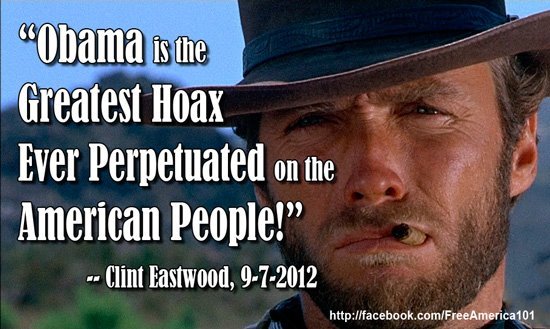 “Obama is the
Greatest Hoax
Ever Perpetuated on the
American People!”
-- Clint Eastwood, 9-7-2012
http://facebook.com/FreeAmerica101